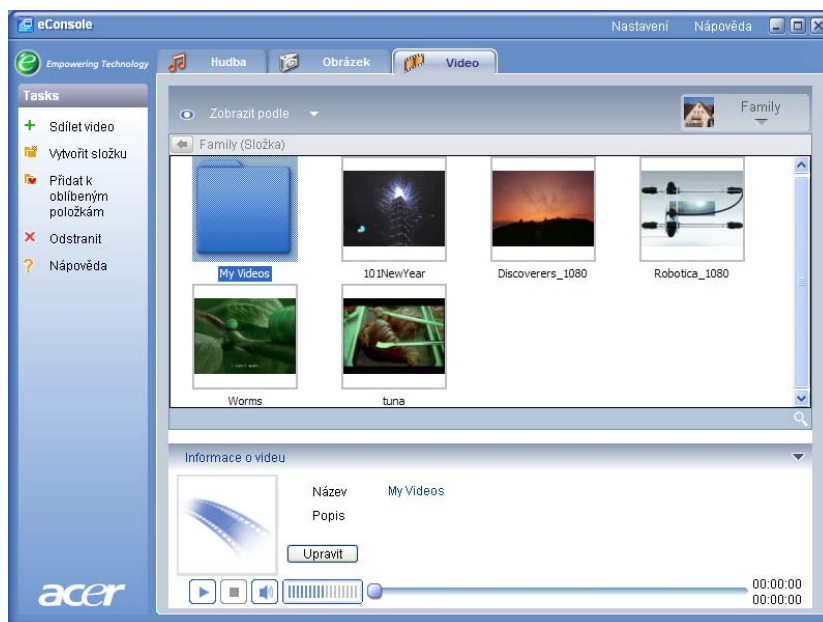 eConsole
Nastavení Nápověda
Empowering Technology
Hudba Obrázek Video
Tasks
Sdílet video
Vytvořit složku
Přidat k
oblíbeným
položkám
Odstranit
Nápověda
Zobrazit podle
Family
Family (Složka)
My Videos 101NewYear Discoverers_1080 Robotica_1080
Worms tuna
Informace o videu
Název My Videos
Popis
Upravit
00:00:00
00:00:00
acer